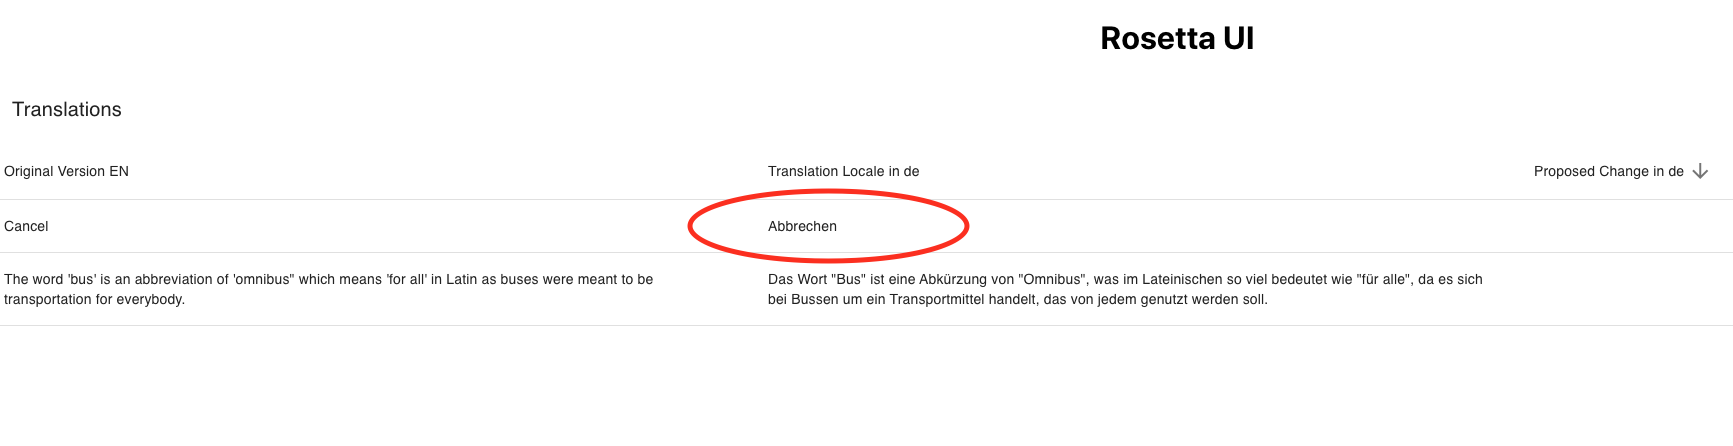 Rosetta UI
Translations
Original Version EN
Translation Locale in de
Proposed Change in de
Cancel
Abbrechen
The word 'bus' is an abbreviation of 'omnibus" which means 'for all' in Latin as buses were meant to be
transportation for everybody.
Das Wort "Bus" ist eine Abkürzung von "Omnibus", was im Lateinischen so viel bedeutet wie "für alle", da es sich
bei Bussen um ein Transportmittel handelt, das von jedem genutzt werden soll.